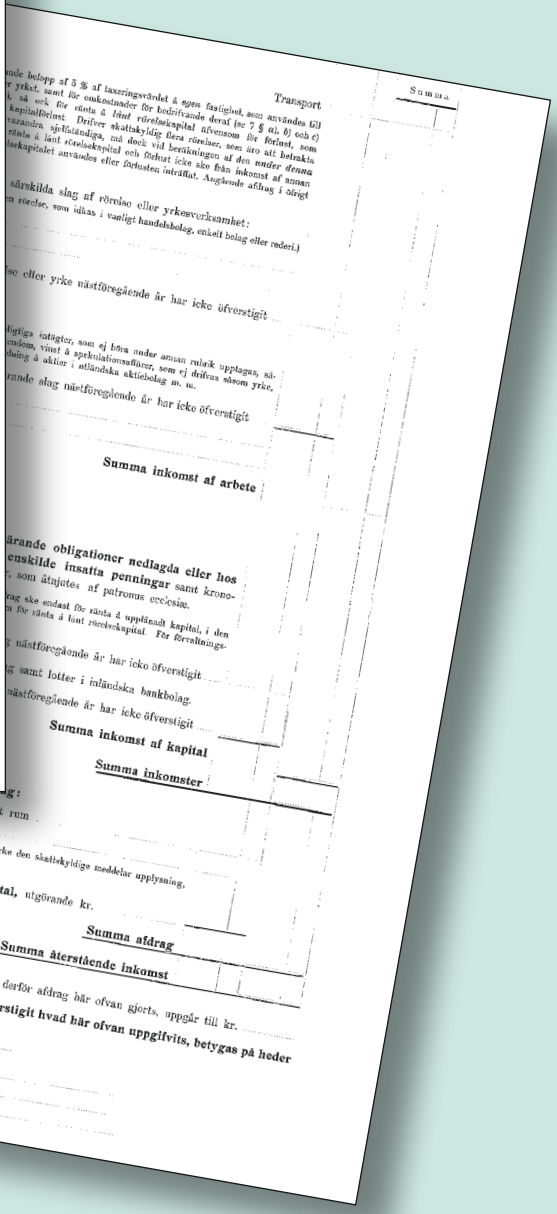 Transport
Summa
ande belopp af 5 % af taxeringsvärdet å egen fastighet, som användes till
r yrket, samt för omkostnader för bedrifvande deraf (se 7 § a), b) och c)
, så ock för ränta å lånt rörelsekapital äfvensom för förlust, som
kapitalförlust. Drifver skattskyldig flera rörelser, som äro att betrakta
varandra sjelfständiga, må dock vid beräkningen af den under denna
ränta å lånt rörelsekapital och förlust icke ske från inkomst af annan
lsekapitalet användes eller förlusten inträffat. Angående afdrag i öfrigt
särskilda slag af rörelse eller yrkesverksamhet:
en rörelse, som idkas i vanligt handelsbolag, enkelt bolag eller rederi.)
se eller yrke nästföregående år har icke öfverstigit
ligtiga intägter, som ej böra under annan rubrik upptagas, så-
endom, vinst å spekulationsaffärer, som ej drifvas såsom yrke,
elning å aktier i utländska aktiebolag m. m.
rande slag nästföregående år har icke öfverstigit
Summa inkomst af arbete
ärande obligationer nedlagda eller hos
enskilde insatta penningar samt krono-
r, som åtnjutes af patronus ecclesiæ.
rag ske endast för ränta å upplånadt kapital, i den
m för ränta å lånt rörelsekapital. För förvaltnings-
g nästföregående år har icke öfverstigit
ag samt lotter i inländska bankbolag.
nästföregående år har icke öfverstigit
Summa inkomst af kapital
Summa inkomster
g:
t rum
cke den skattskyldige meddelar upplysning,
tal, utgörande kr.
Summa afdrag
Summa återstående inkomst
derför afdrag här ofvan gjorts, uppgår till kr.
rstigit hvad här ofvan uppgifvits, betygas på heder